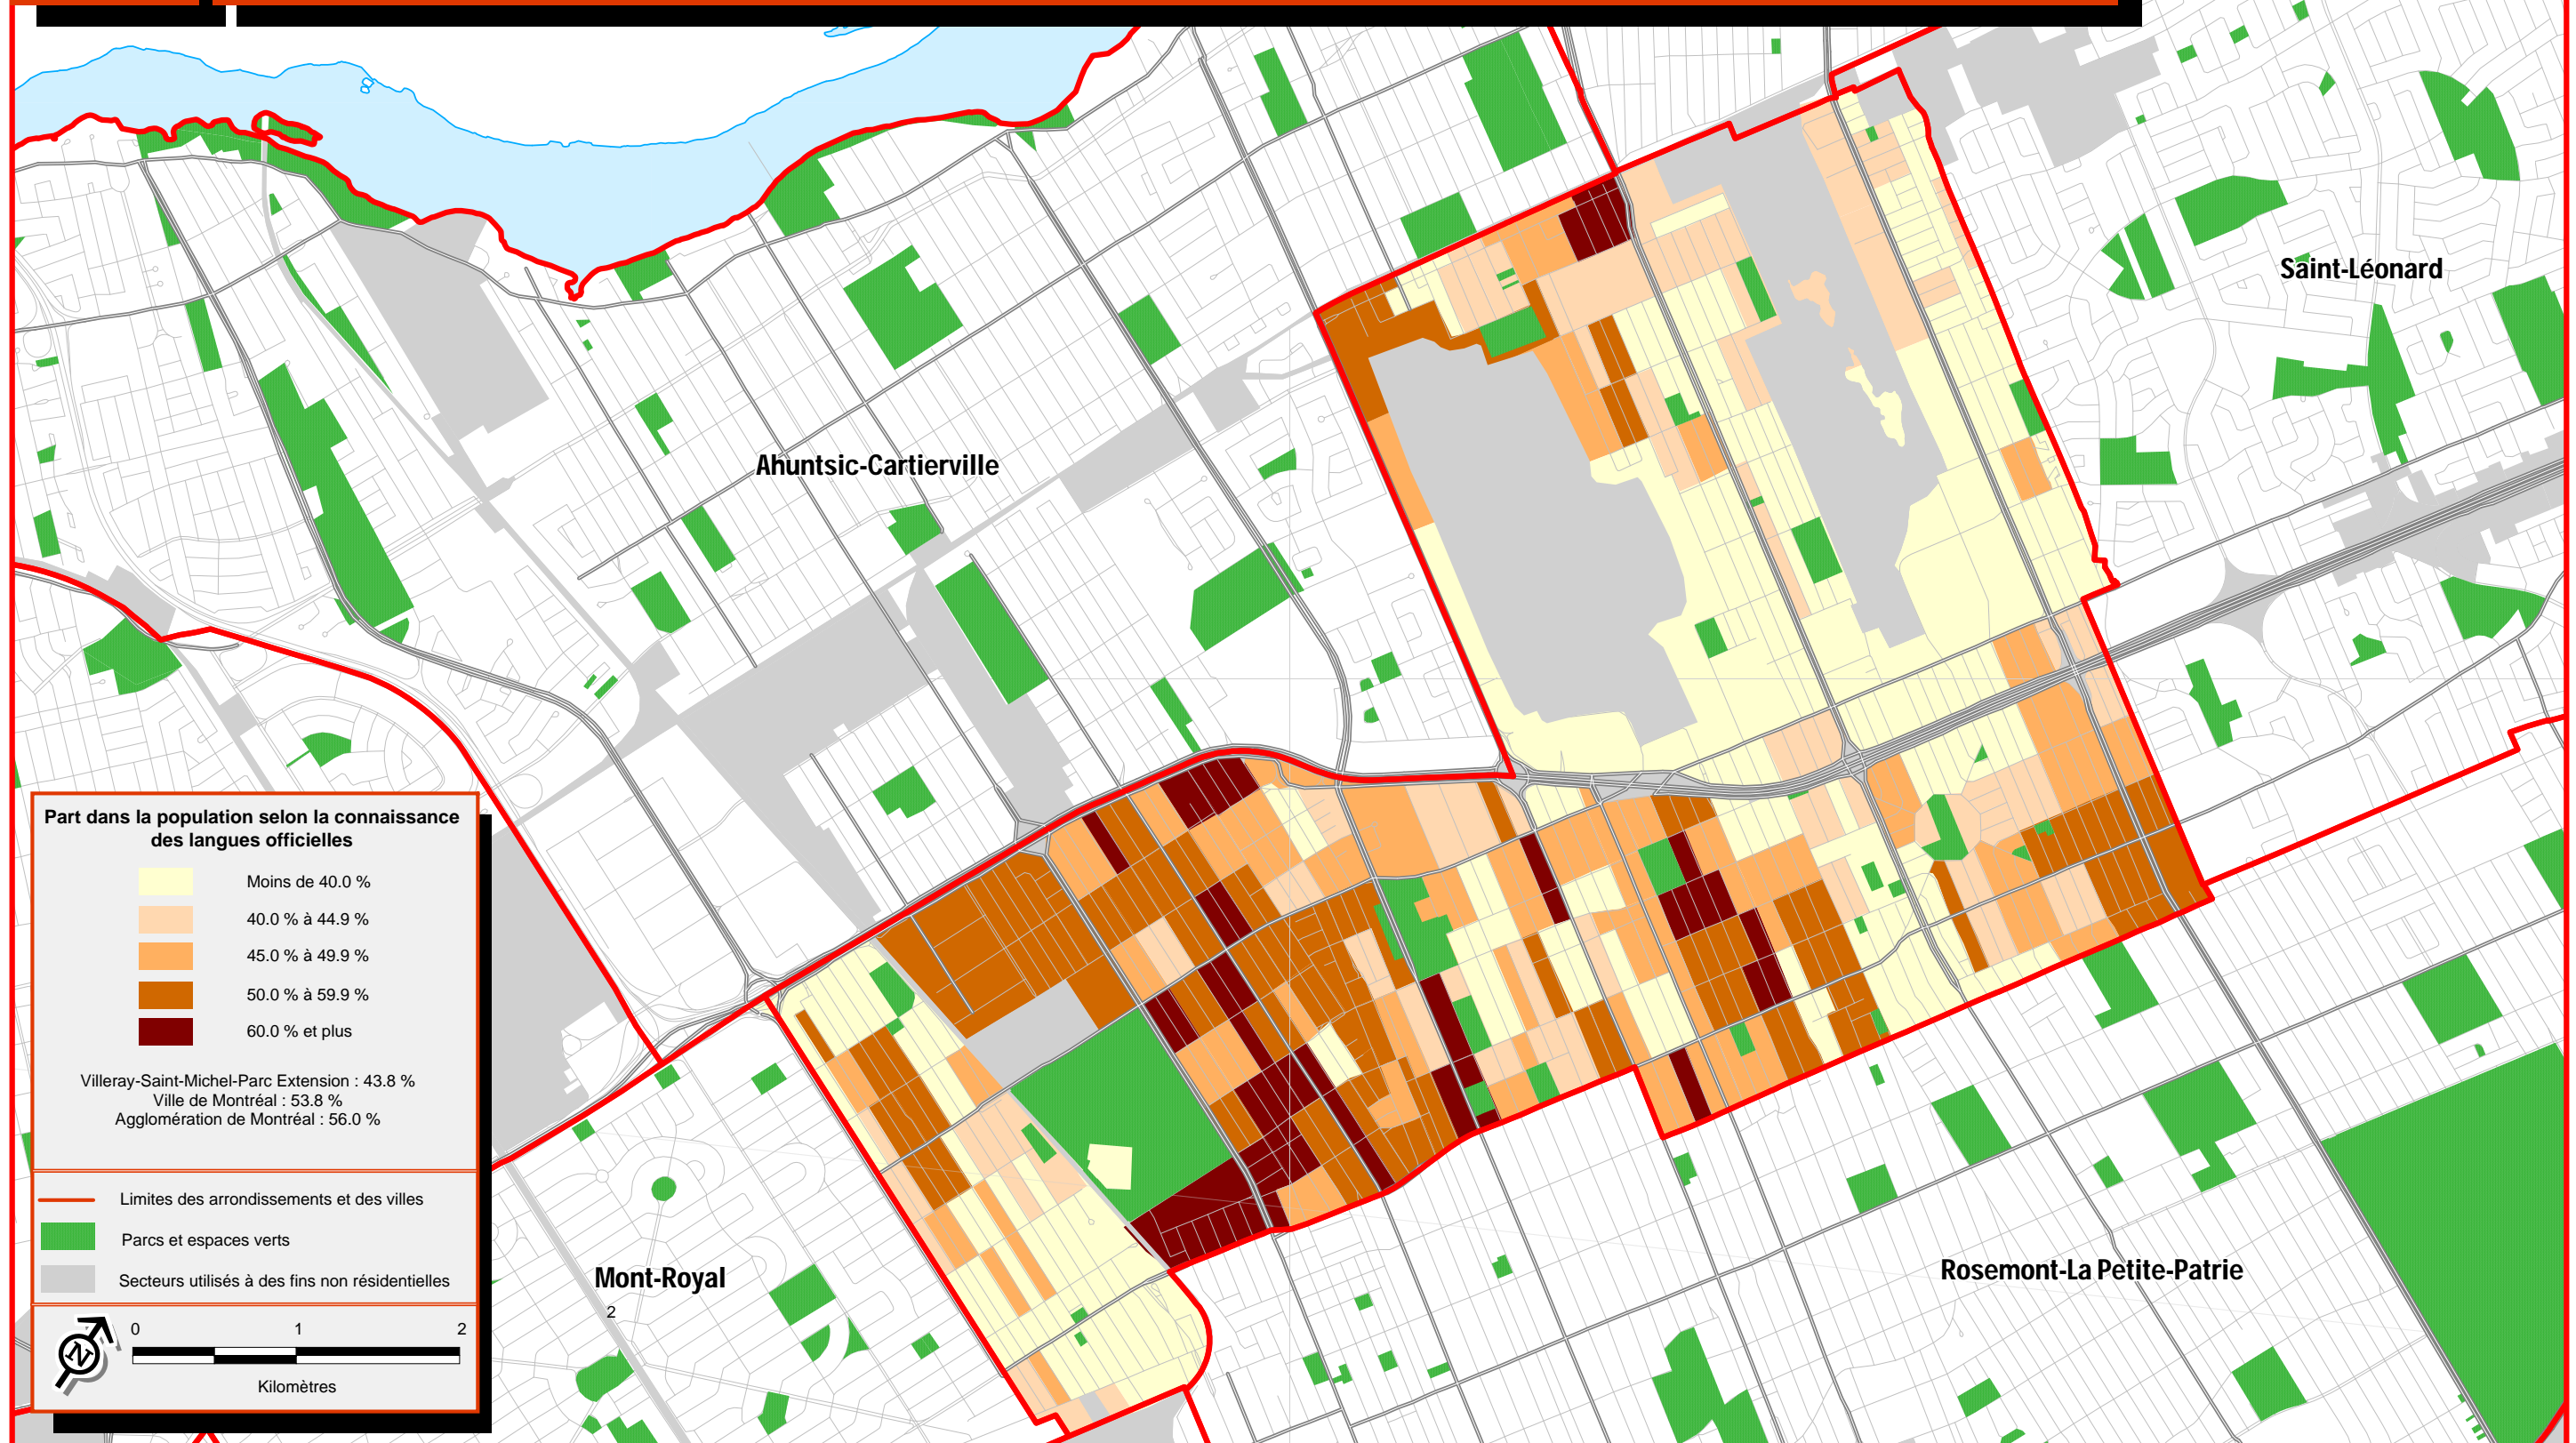 Saint-Léonard
Ahuntsic-Cartierville
Part dans la population selon la connaissance
des langues officielles
Moins de 40.0 %
40.0 % à 44.9 %
45.0 % à 49.9 %
50.0 % à 59.9 %
60.0 % et plus
Villeray-Saint-Michel-Parc Extension : 43.8 %
Ville de Montréal : 53.8 %
Agglomération de Montréal : 56.0 %
Limites des arrondissements et des villes
Parcs et espaces verts
Secteurs utilisés à des fins non résidentielles
N
0 1 2
Kilomètres
Mont-Royal
2
Rosemont-La Petite-Patrie